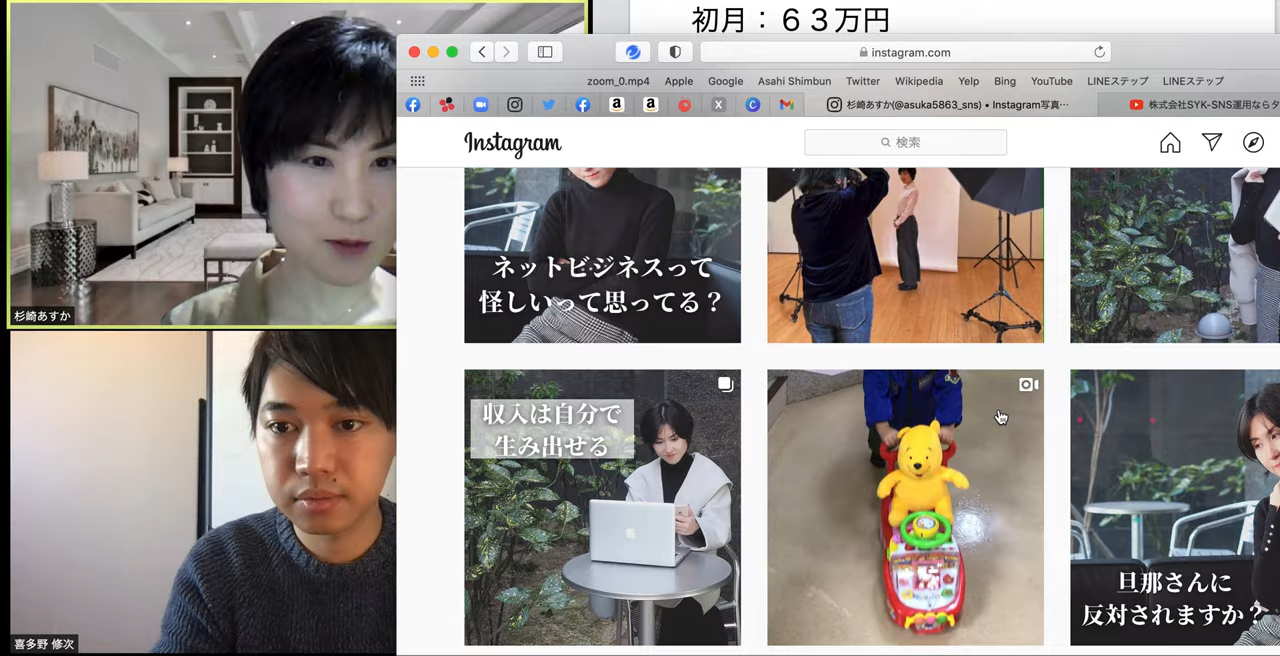 初月：６３万円
instagram.com
zoom_0.mp4 Apple Google Asahi Shimbun Twitter Wikipedia Yelp Bing YouTube LINEステップ LINEステップ
杉崎あすか(@asuka5863_sns) • Instagram写真…
株式会社SYK-SNS運用なら
Instagram
検索
杉崎あすか
ネットビジネスって
怪しいって思ってる？
収入は自分で
生み出せる
旦那さんに
反対されますか？
喜多野 修次